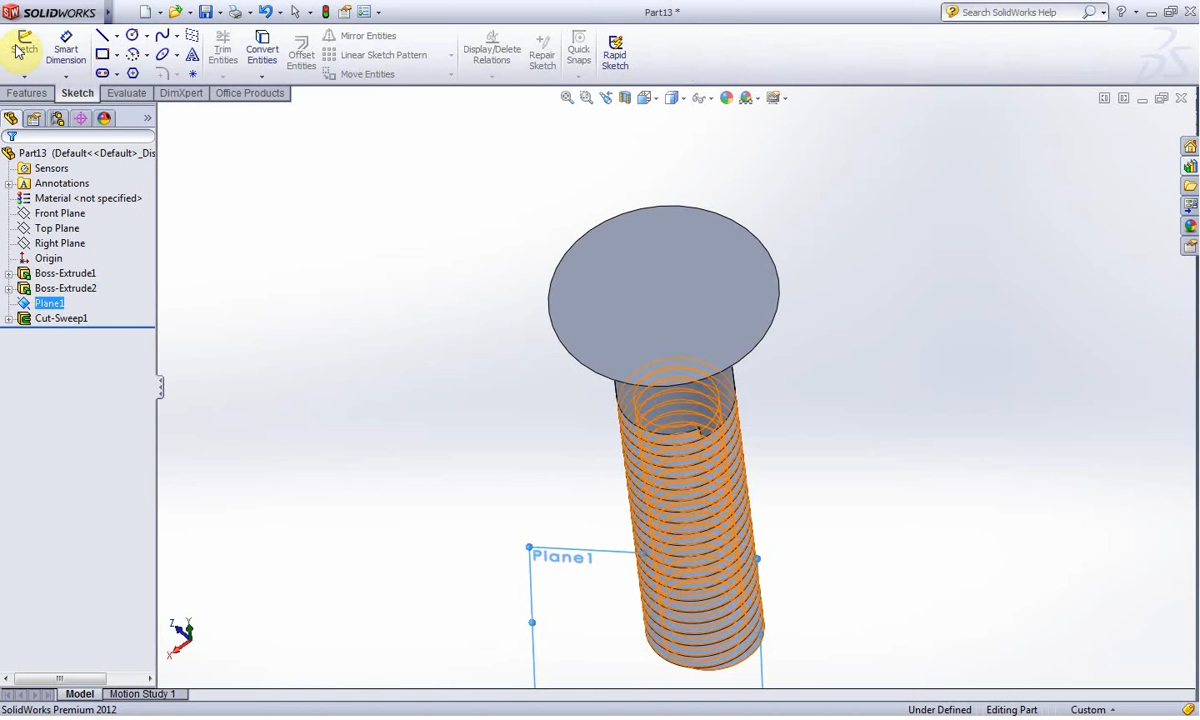 SOLIDWORKS
Part13 *
Search SolidWorks Help
Sketch
Smart Dimension
Trim Entities
Convert Entities
Offset Entities
Mirror Entities
Linear Sketch Pattern
Move Entities
Display/Delete Relations
Repair Sketch
Quick Snaps
Rapid Sketch
Features
Sketch
Evaluate
DimXpert
Office Products
Part13 (Default<<Default>_Dis
Sensors
Annotations
Material <not specified>
Front Plane
Top Plane
Right Plane
Origin
Boss-Extrude1
Boss-Extrude2
Plane1
Cut-Sweep1
Plane1
Z
Y
X
Model
Motion Study 1
SolidWorks Premium 2012
Under Defined
Editing Part
Custom